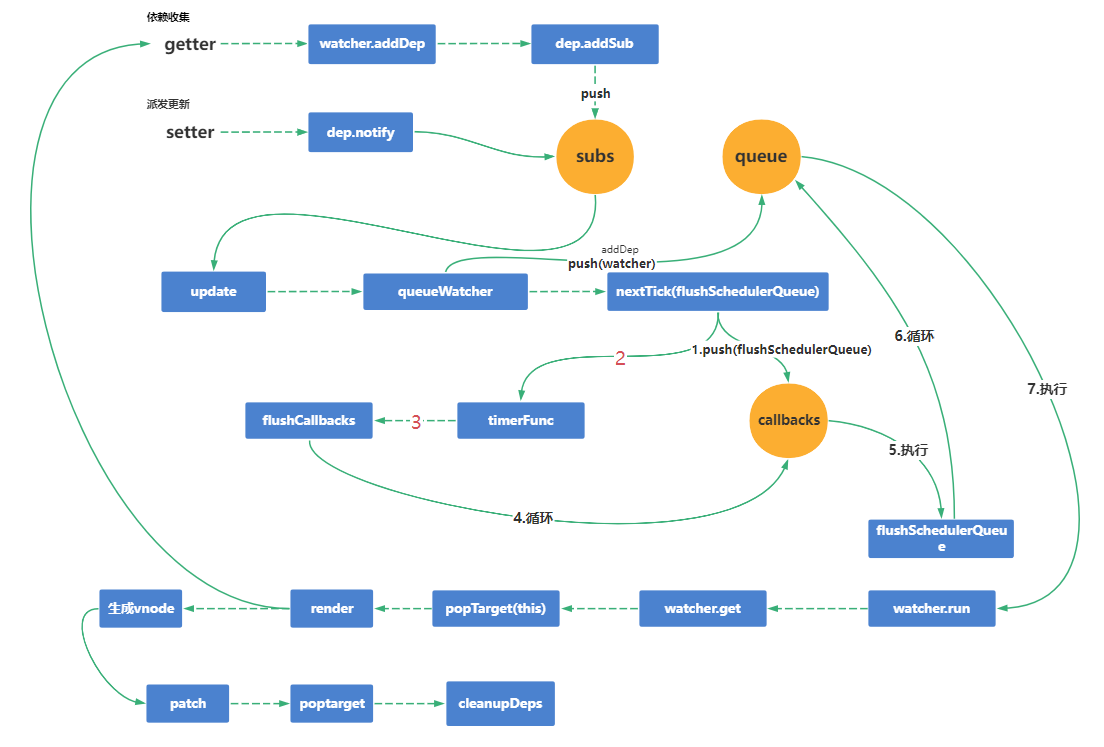 依赖收集
getter
watcher.addDep
dep.addSub
push
派发更新
setter
dep.notify
subs
queue
addDep
push(watcher)
update
queueWatcher
nextTick(flushSchedulerQueue)
6.循环
2
1.push(flushSchedulerQueue)
7.执行
flushCallbacks
3
timerFunc
callbacks
5.执行
4.循环
flushSchedulerQueu
e
生成vnode
render
popTarget(this)
watcher.get
watcher.run
patch
poptarget
cleanupDeps